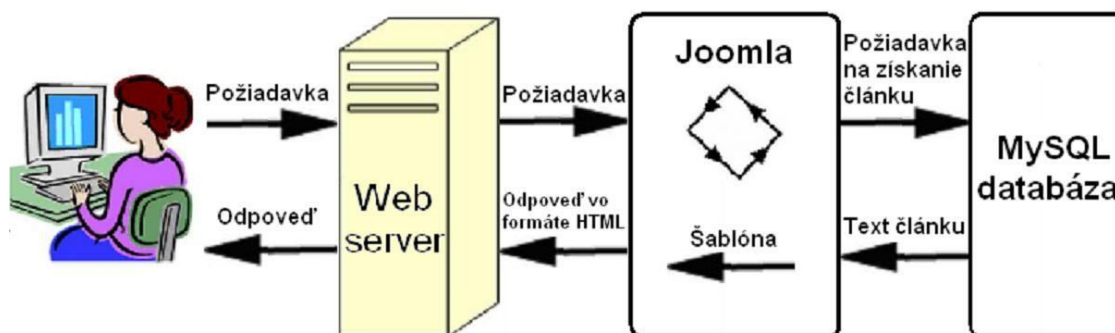 Požiadavka
Odpoveď
Web
server
Požiadavka
Odpoveď vo
formáte HTML
Joomla
Šablóna
Požiadavka
na získanie
článku
Text článku
MySQL
databáza